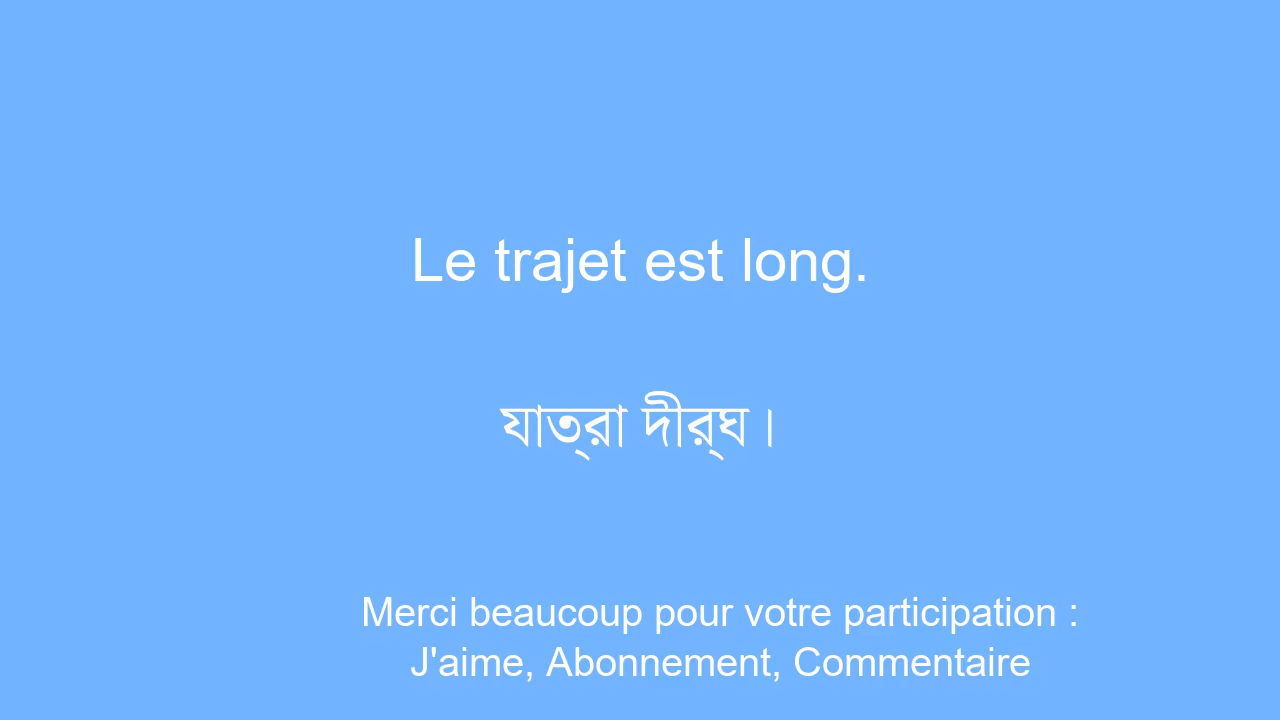 Le trajet est long.
যাত্রা দীর্ঘ।
Merci beaucoup pour votre participation :
J'aime, Abonnement, Commentaire